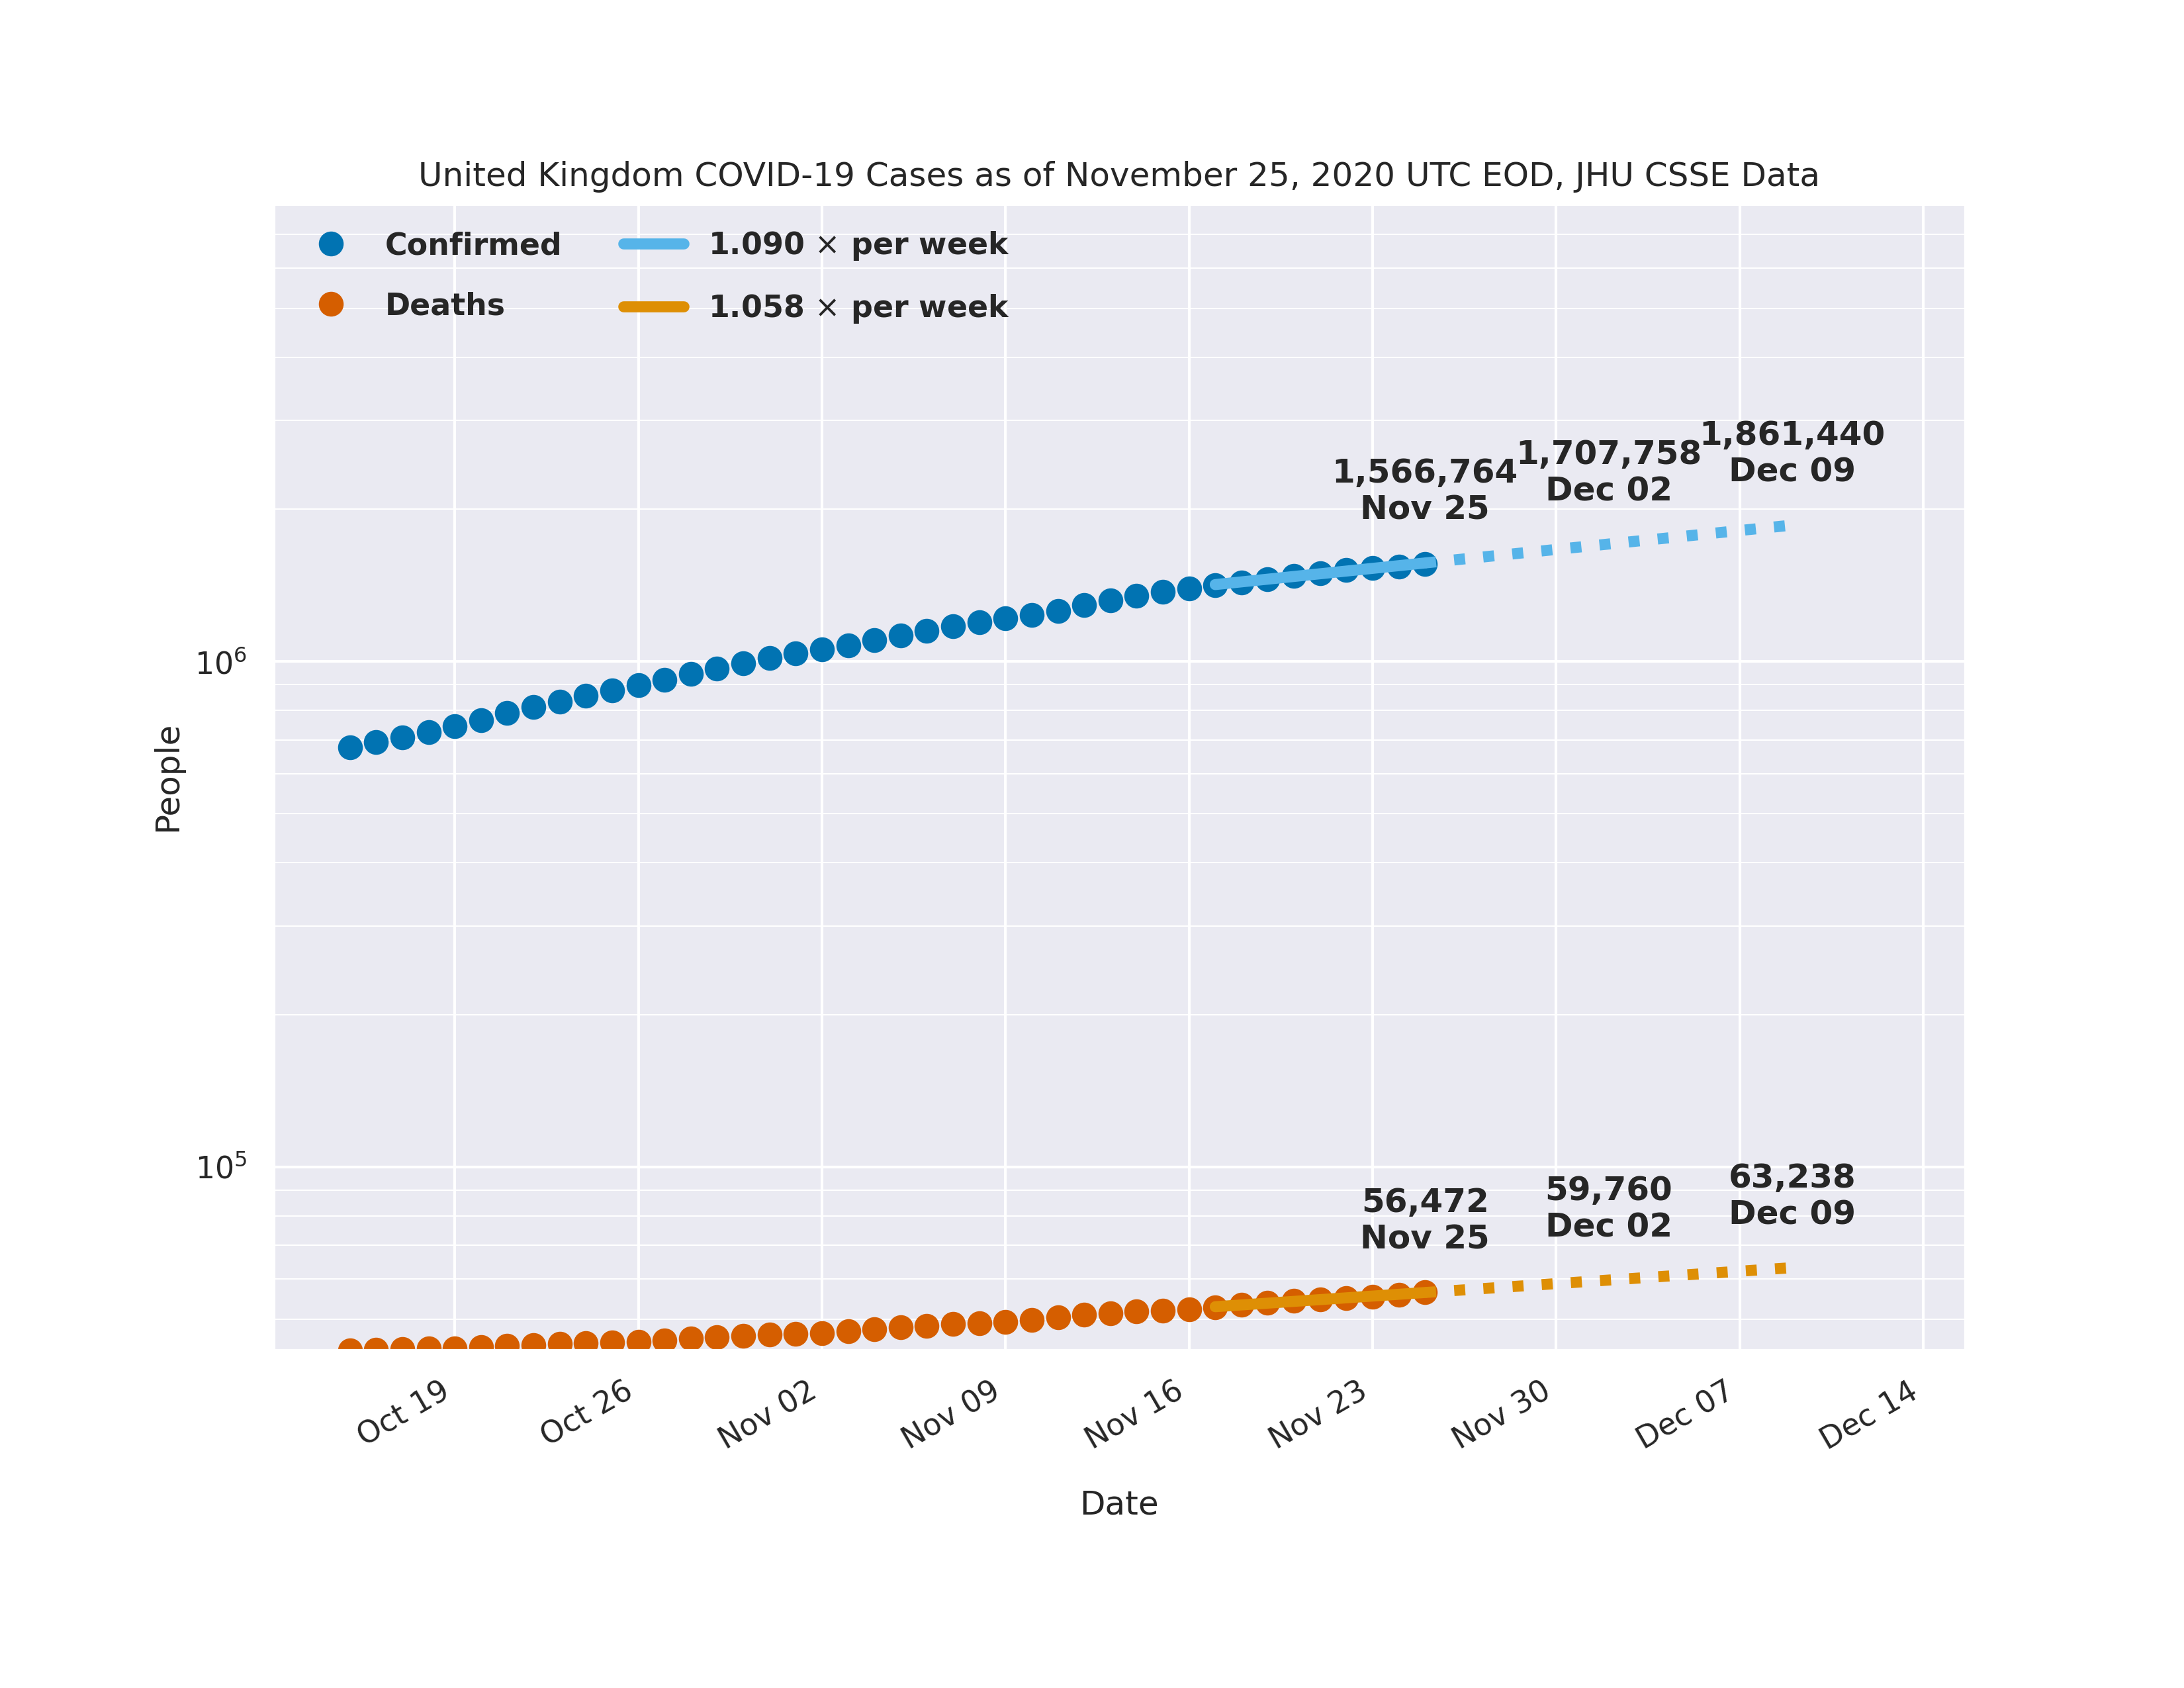 United Kingdom COVID-19 Cases as of November 25, 2020 UTC EOD, JHU CSSE Data
Confirmed
Deaths
1.090 × per week
1.058 × per week
1,566,764
Nov 25
1,707,758
Dec 02
1,861,440
Dec 09
10⁶
People
10⁵
56,472
Nov 25
59,760
Dec 02
63,238
Dec 09
Oct 19
Oct 26
Nov 02
Nov 09
Nov 16
Nov 23
Nov 30
Dec 07
Dec 14
Date